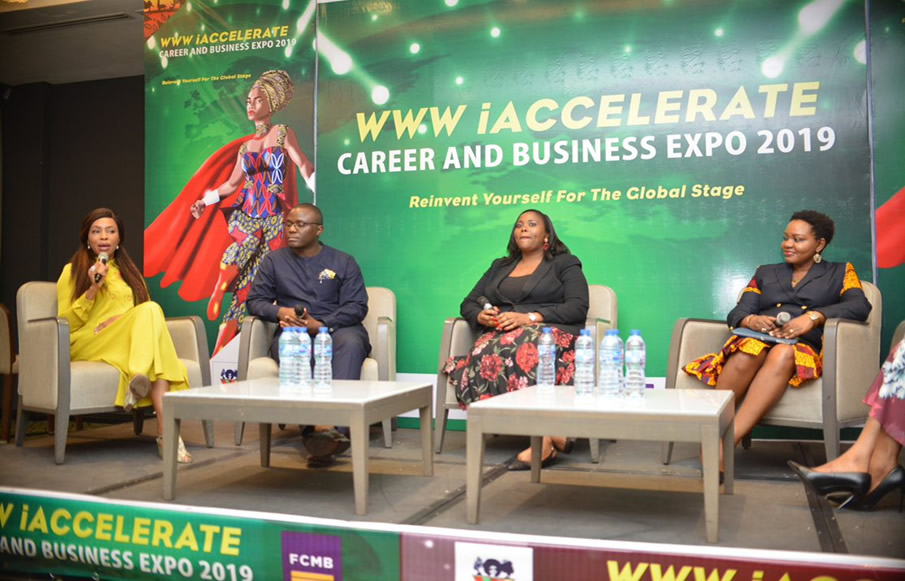 WWW iACCELERATE
CAREER AND BUSINESS EXPO 2019
Reinvent Yourself For The Global Stage
WWW iACCELERATE
CAREER AND BUSINESS EXPO 2019
Reinvent Yourself For The Global Stage
W iACCELERATE
AND BUSINESS EXPO 2019
FCMB
WWW iACCELERATE